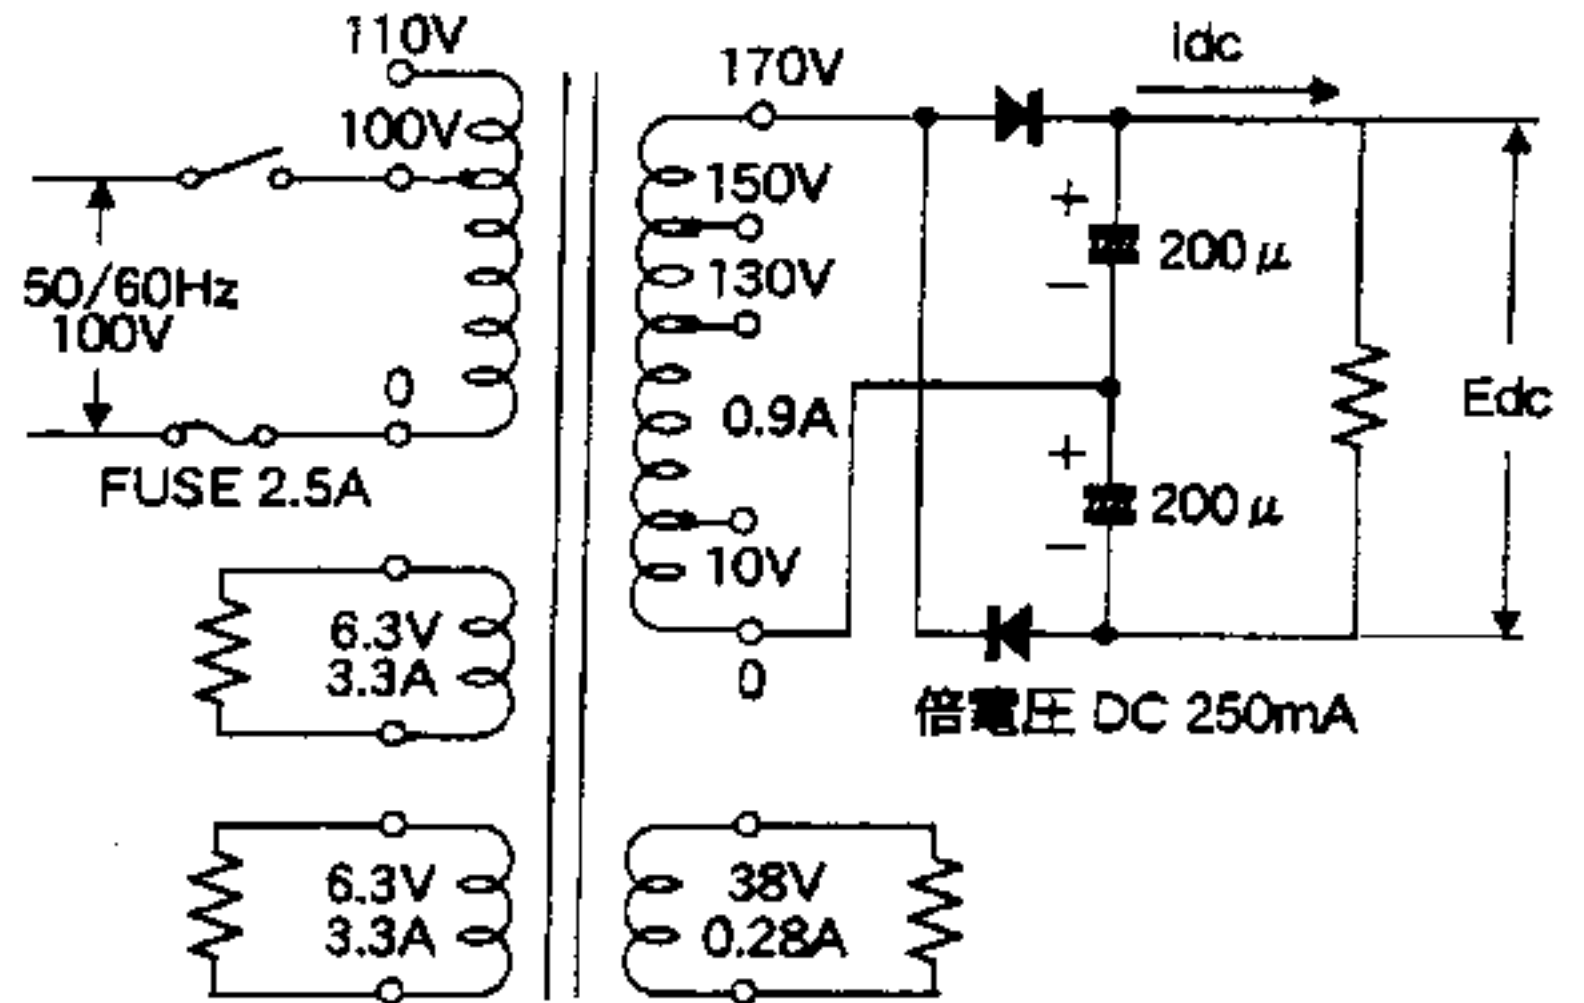 110V
100V
50/60Hz
100V
0
FUSE 2.5A
6.3V
3.3A
6.3V
3.3A
170V
150V
130V
0.9A
10V
0
38V
0.28A
Idc
+
200μ
−
+
200μ
−
Edc
倍電圧 DC 250mA